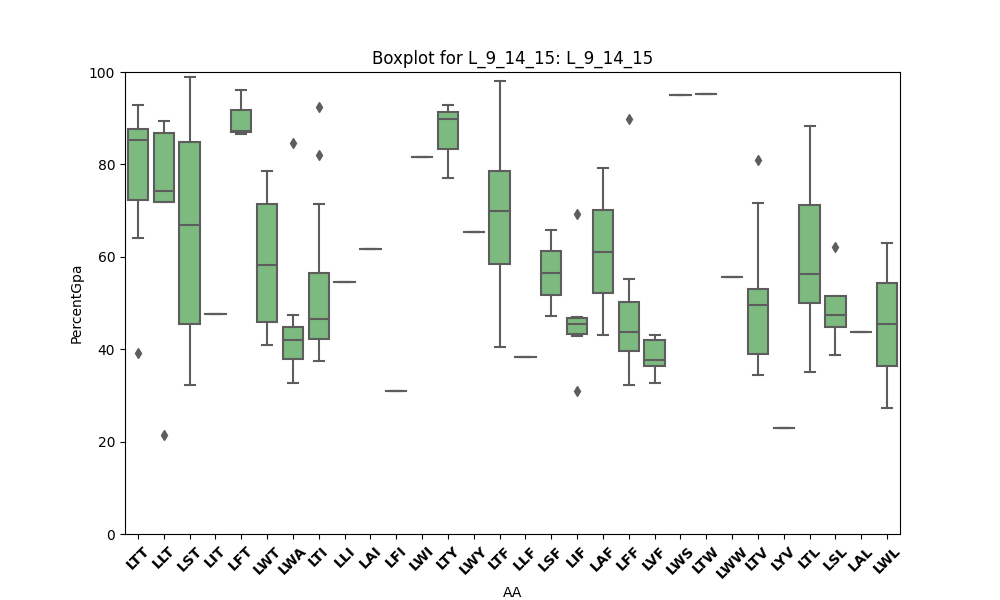 Boxplot for L_9_14_15: L_9_14_15
100
80
60
40
20
0
PercentGpa
LTT LLT LST LIT LFT LWT LWA LTI LLI LAI LFI LWI LTY LWY LTF LLF LSF LIF LAF LFF LVF LWS LTW LWW LTV LYV LTL LSL LAL LWL
AA